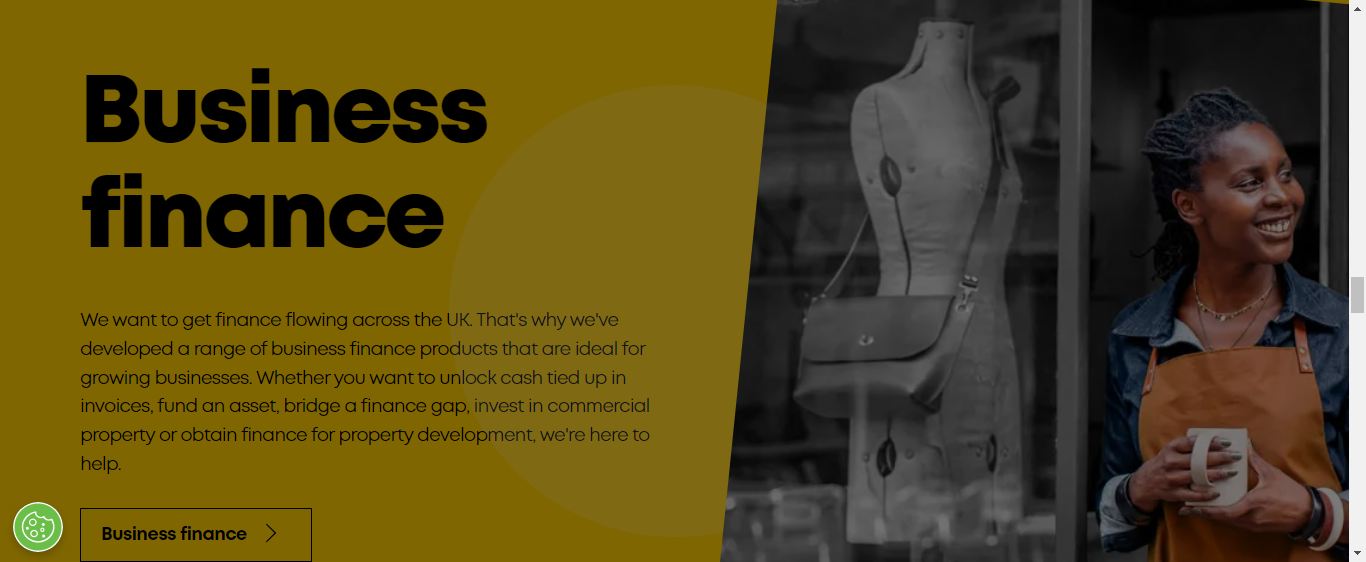 Business
finance
We want to get finance flowing across the UK. That's why we've
developed a range of business finance products that are ideal for
growing businesses. Whether you want to unlock cash tied up in
invoices, fund an asset, bridge a finance gap, invest in commercial
property or obtain finance for property development, we're here to
help.
Business finance